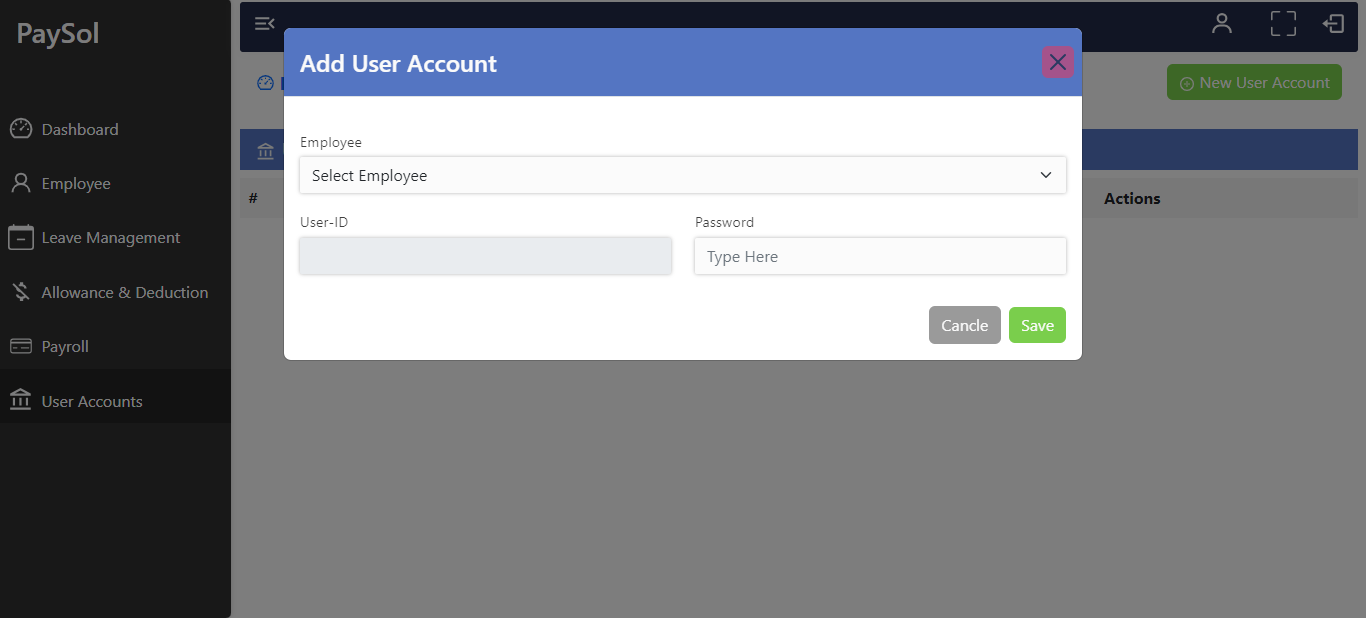 PaySol
Dashboard
Employee
Leave Management
Allowance & Deduction
Payroll
User Accounts
New User Account
#
Actions
Add User Account
Employee
Select Employee
User-ID
Password
Type Here
Cancle
Save